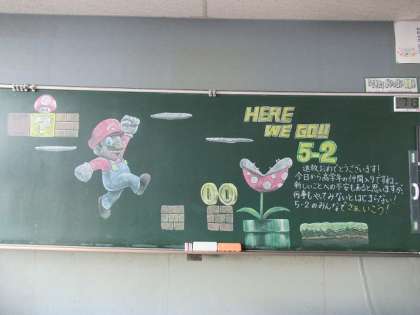 HERE
WE GO!!
5-2
進級おめでとうございます!
今日から高学年の仲間入りですね。
新しいことへの不安もあると思いますが、
何事もやってみないとはじまらない!
5-2のみんなで さぁ、いこう!